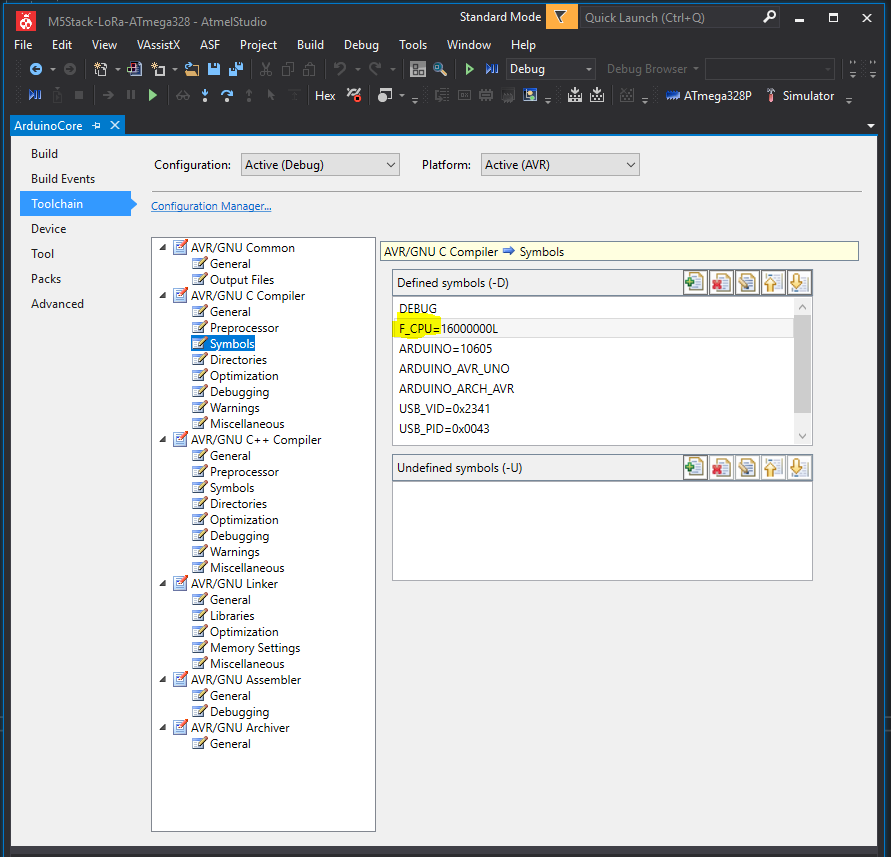 M5Stack-LoRa-ATmega328 - AtmelStudio
Standard Mode
Quick Launch (Ctrl+Q)
File Edit View VAssistX ASF Project Build Debug Tools Window Help
Debug
Debug Browser
Hex
ATmega328P
Simulator
ArduinoCore
Build
Build Events
Toolchain
Device
Tool
Packs
Advanced
Configuration: Active (Debug)
Platform: Active (AVR)
Configuration Manager...
AVR/GNU Common
General
Output Files
AVR/GNU C Compiler
General
Preprocessor
Symbols
Directories
Optimization
Debugging
Warnings
Miscellaneous
AVR/GNU C++ Compiler
General
Preprocessor
Symbols
Directories
Optimization
Debugging
Warnings
Miscellaneous
AVR/GNU Linker
General
Libraries
Optimization
Memory Settings
Miscellaneous
AVR/GNU Assembler
General
Debugging
AVR/GNU Archiver
General
AVR/GNU C Compiler ➡ Symbols
Defined symbols (-D)
DEBUG
F_CPU=16000000L
ARDUINO=10605
ARDUINO_AVR_UNO
ARDUINO_ARCH_AVR
USB_VID=0x2341
USB_PID=0x0043
Undefined symbols (-U)